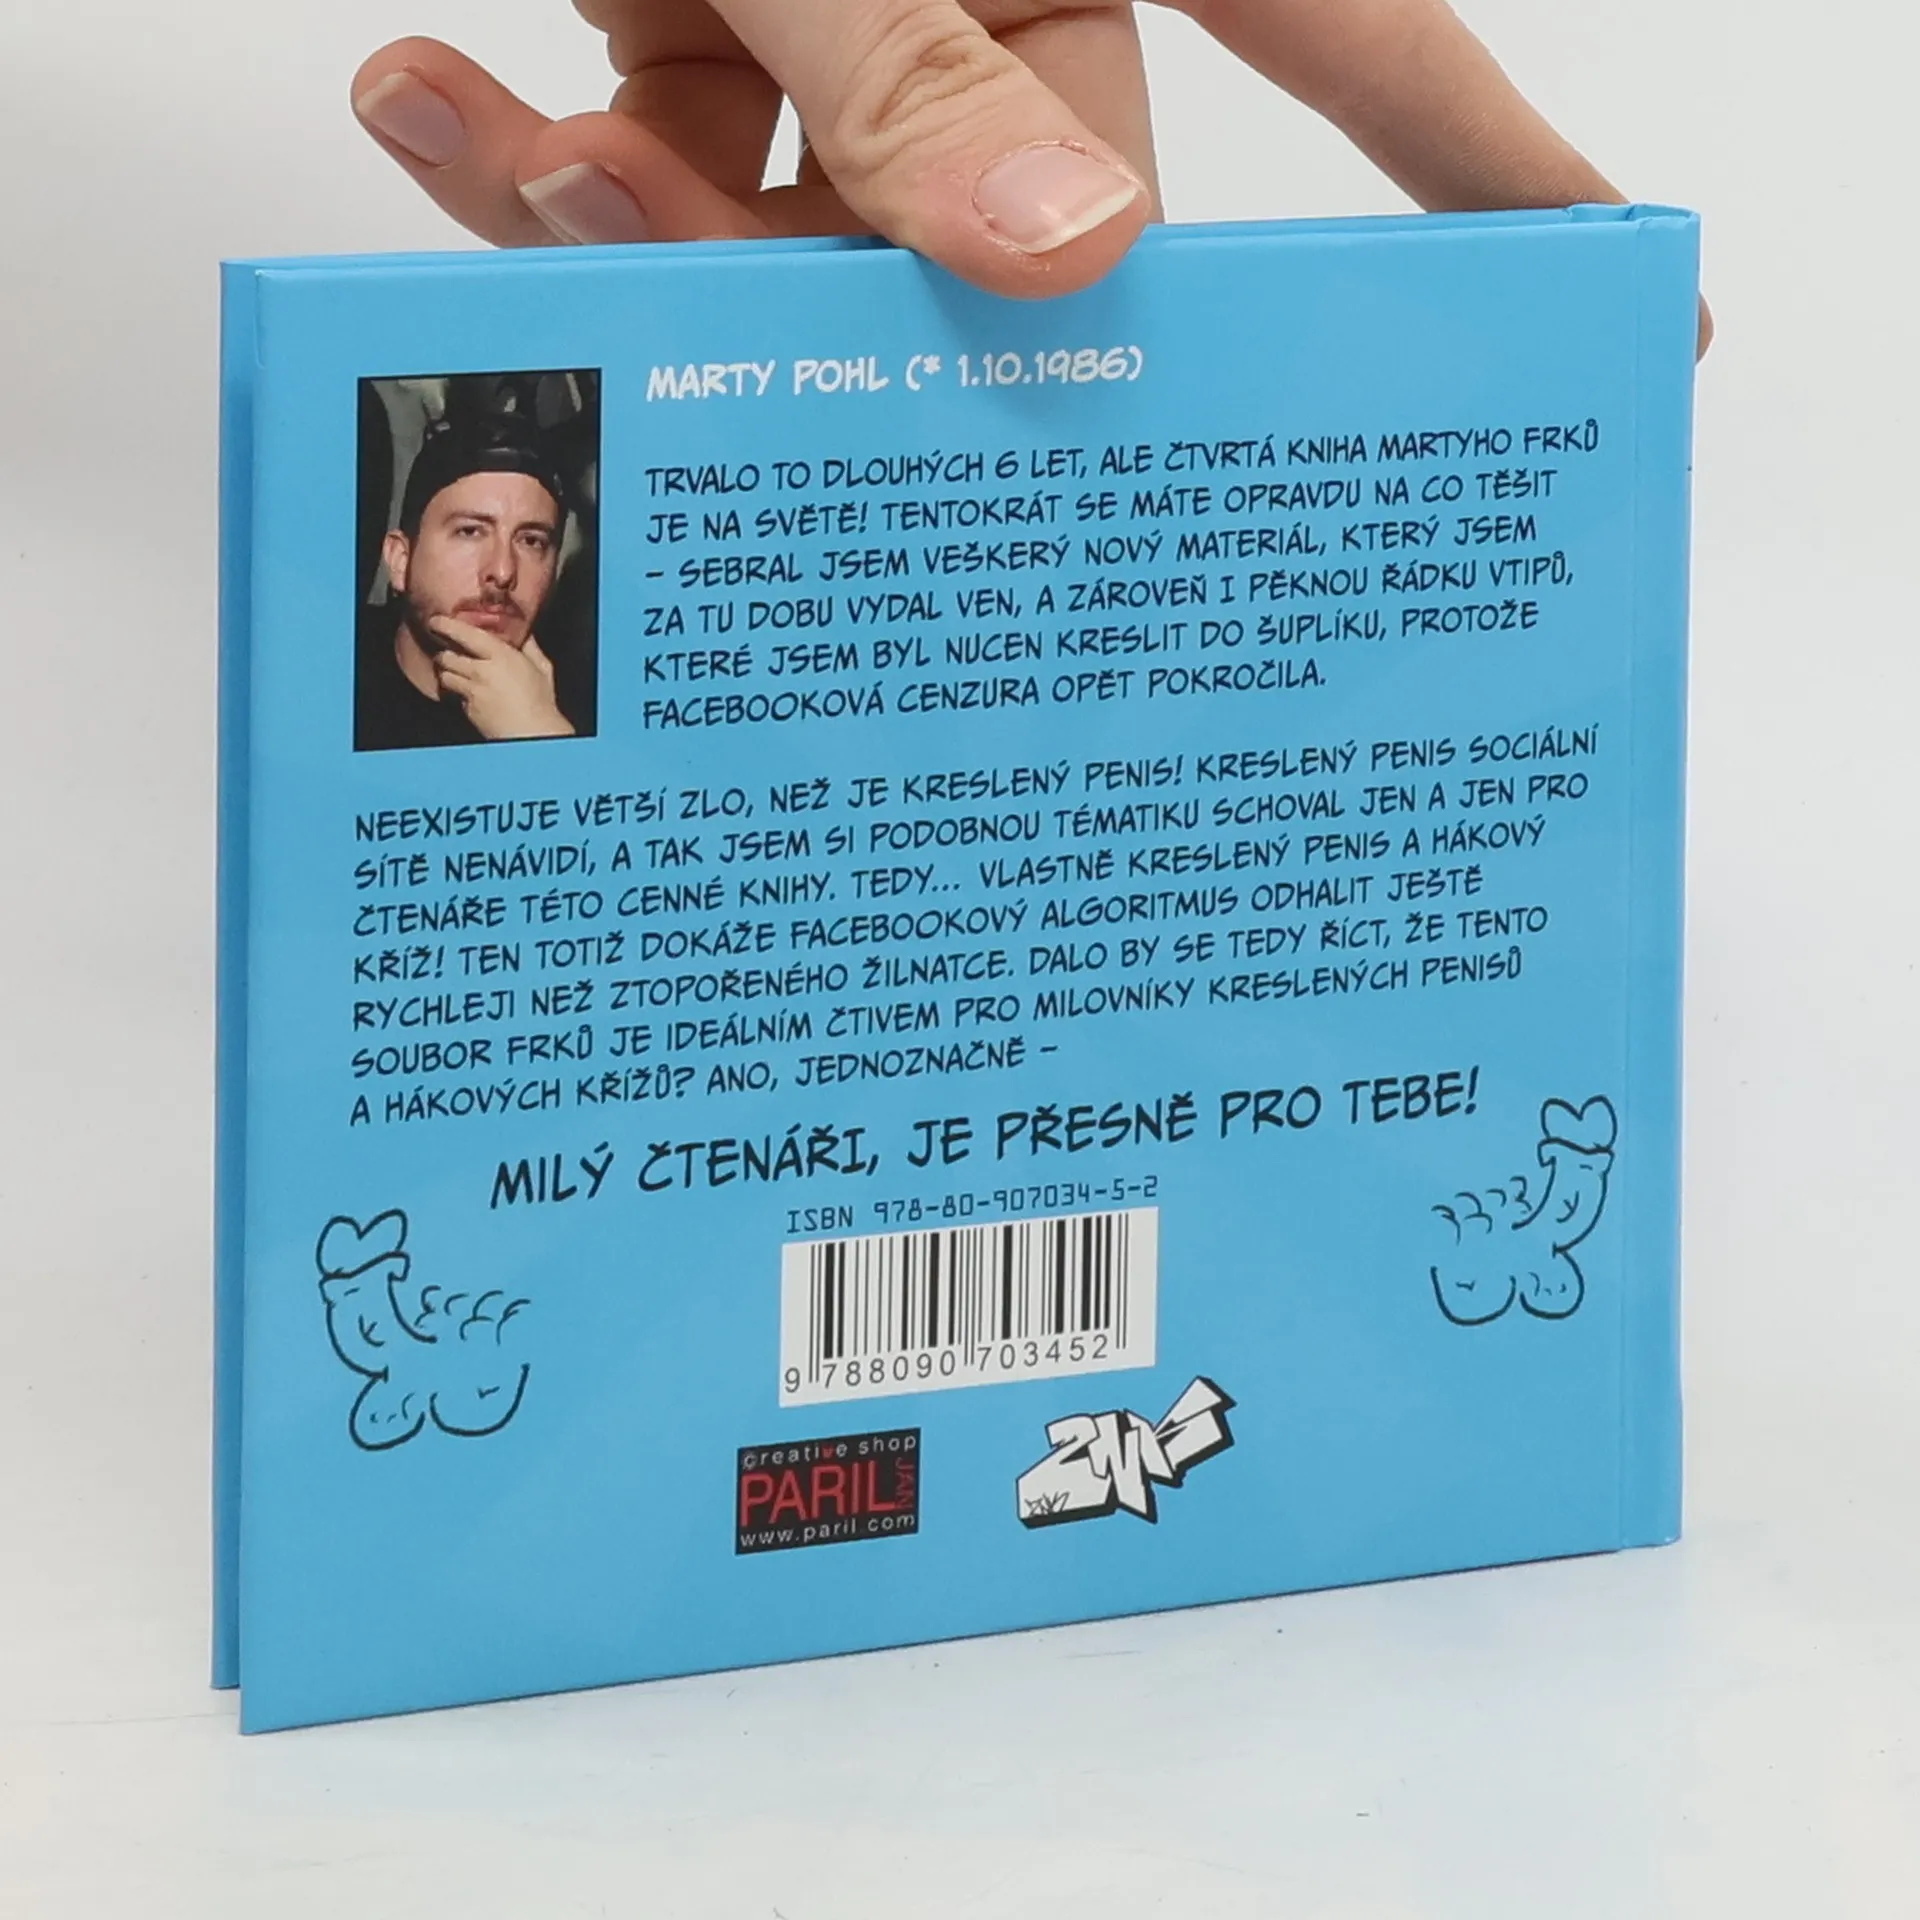 MARTY POHL (* 1.10.1986)
TRVALO TO DLOUHÝCH 6 LET, ALE ČTVRTÁ KNIHA MARTYHO FRKŮ
JE NA SVĚTĚ! TENTOKRÁT SE MÁTE OPRAVDU NA CO TĚŠIT
– SEBRAL JSEM VEŠKERÝ NOVÝ MATERIÁL, KTERÝ JSEM
ZA TU DOBU VYDAL VEN, A ZÁROVEŇ I PĚKNOU ŘÁDKU VTIPŮ,
KTERÉ JSEM BYL NUCEN KRESLIT DO ŠUPLÍKU, PROTOŽE
FACEBOOKOVÁ CENZURA OPĚT POKROČILA.
NEEXISTUJE VĚTŠÍ ZLO, NEŽ JE KRESLENÝ PENIS! KRESLENÝ PENIS SOCIÁLNÍ
SÍTĚ NENÁVIDÍ, A TAK JSEM SI PODOBNOU TÉMATIKU SCHOVAL JEN A JEN PRO
ČTENÁŘE TÉTO CENNÉ KNIHY. TEDY... VLASTNĚ KRESLENÝ PENIS A HÁKOVÝ
KŘÍŽ! TEN TOTIŽ DOKÁŽE FACEBOOKOVÝ ALGORITMUS ODHALIT JEŠTĚ
RYCHLEJI NEŽ ZTOPOŘENÉHO ŽILNATCE. DALO BY SE TEDY ŘÍCT, ŽE TENTO
SOUBOR FRKŮ JE IDEÁLNÍM ČTIVEM PRO MILOVNÍKY KRESLENÝCH PENISŮ
A HÁKOVÝCH KŘÍŽŮ? ANO, JEDNOZNAČNĚ –
MILÝ ČTENÁŘI, JE PŘESNĚ PRO TEBE!
ISBN 978-80-907034-5-2
9 788090 703452
creative shop
PARIL JAN
www.paril.com